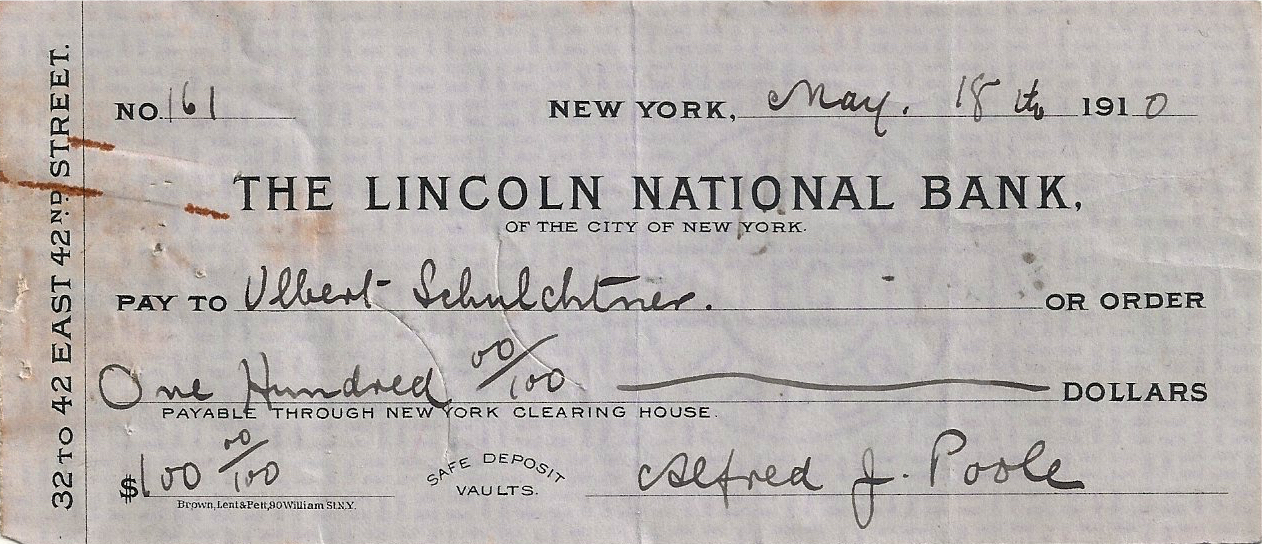 32 TO 42 EAST 42ND STREET.
NO. 161
NEW YORK, May. 18th 1910
THE LINCOLN NATIONAL BANK,
OF THE CITY OF NEW YORK.
PAY TO Ulbert Schulchtner. OR ORDER
One Hundred 00/100 DOLLARS
PAYABLE THROUGH NEW YORK CLEARING HOUSE.
$100 00/100
SAFE DEPOSIT
VAULTS.
Alfred J. Poole
Brown, Lent & Pett, 90 William St. N.Y.